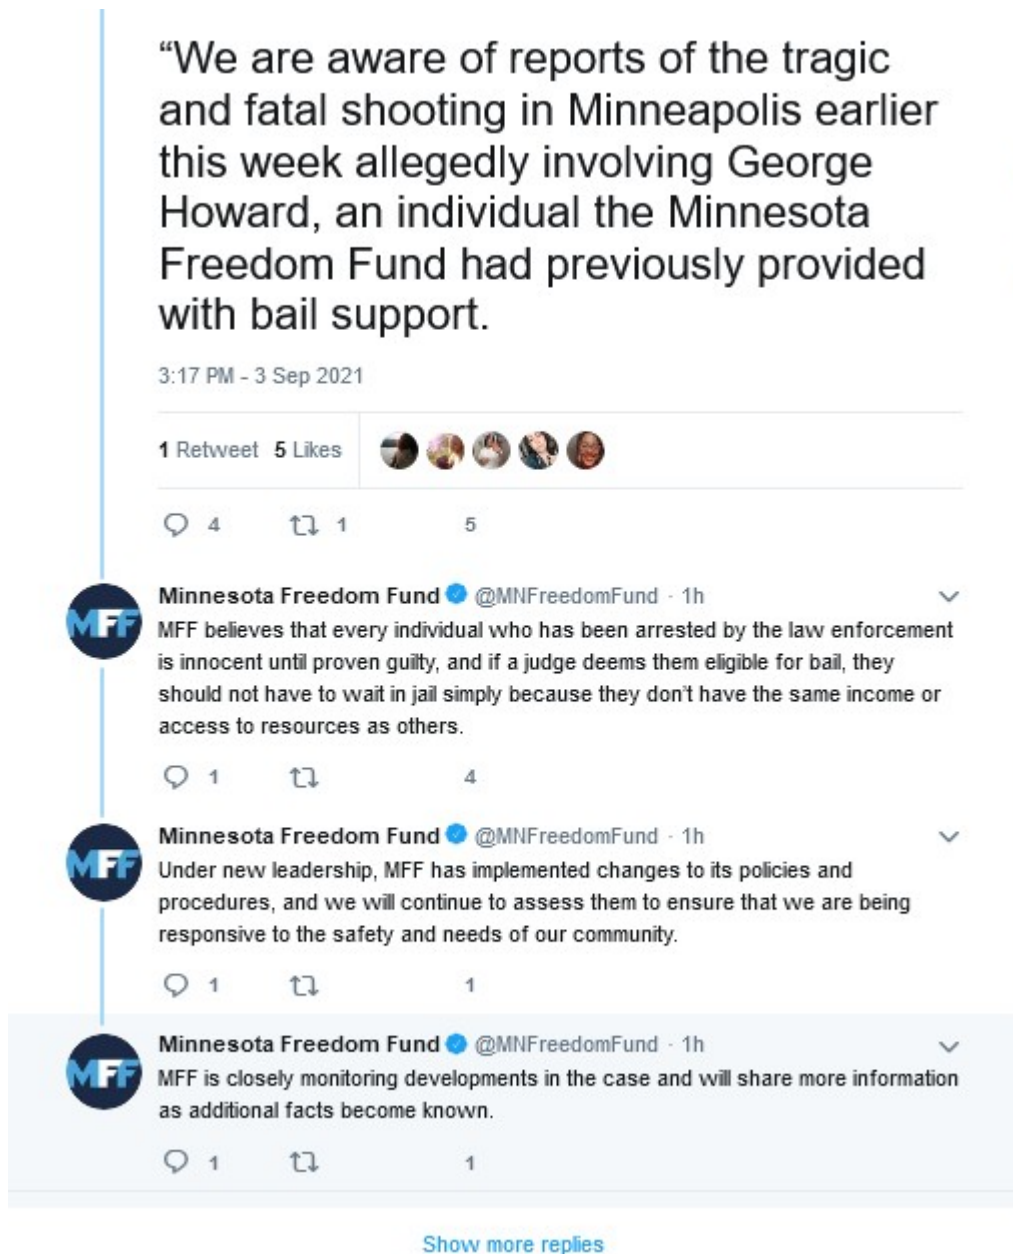 “We are aware of reports of the tragic
and fatal shooting in Minneapolis earlier
this week allegedly involving George
Howard, an individual the Minnesota
Freedom Fund had previously provided
with bail support.
3:17 PM - 3 Sep 2021
1 Retweet 5 Likes
4 1 5
Minnesota Freedom Fund @MNFreedomFund · 1h
MFF
MFF believes that every individual who has been arrested by the law enforcement
is innocent until proven guilty, and if a judge deems them eligible for bail, they
should not have to wait in jail simply because they don't have the same income or
access to resources as others.
1 4
Minnesota Freedom Fund @MNFreedomFund · 1h
MFF
Under new leadership, MFF has implemented changes to its policies and
procedures, and we will continue to assess them to ensure that we are being
responsive to the safety and needs of our community.
1 1
Minnesota Freedom Fund @MNFreedomFund · 1h
MFF
MFF is closely monitoring developments in the case and will share more information
as additional facts become known.
1 1
Show more replies